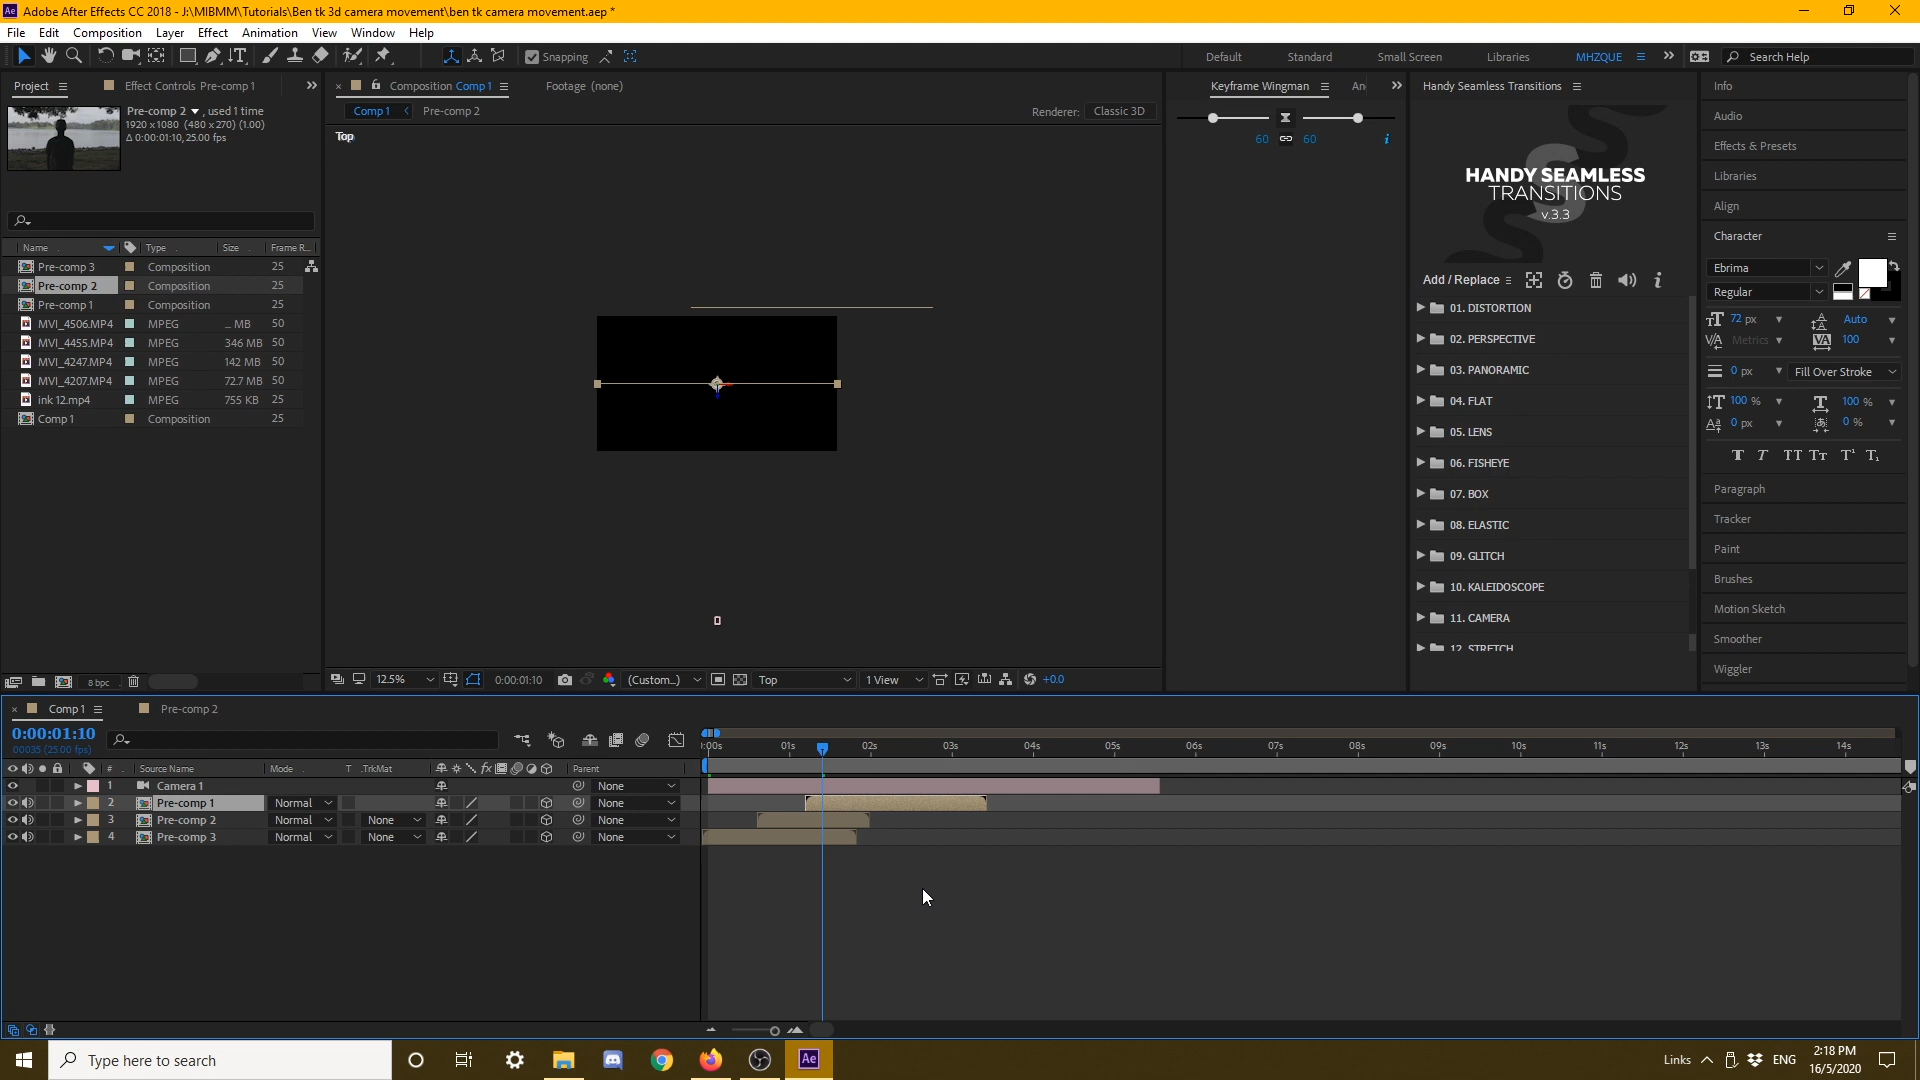 Adobe After Effects CC 2018 - J:\MIBMM\Tutorials\Ben tk 3d camera movement\ben tk camera movement.aep *
File Edit Composition Layer Effect Animation View Window Help
Snapping
Default Standard Small Screen Libraries MHZQUE Search Help
Project Effect Controls Pre-comp 1
Composition Comp 1 Footage (none)
Keyframe Wingman An
Handy Seamless Transitions
Pre-comp 2 , used 1 time
1920 x1080 (480 x270) (1.00)
Δ 0:00:01:10, 25.00 fps
Comp 1 Pre-comp 2
Renderer: Classic 3D
Top
60 60
HANDY SEAMLESS
TRANSITIONS
v.3.3
Add / Replace
01. DISTORTION
02. PERSPECTIVE
03. PANORAMIC
04. FLAT
05. LENS
06. FISHEYE
07. BOX
08. ELASTIC
09. GLITCH
10. KALEIDOSCOPE
11. CAMERA
12. STRETCH
Info
Audio
Effects & Presets
Libraries
Align
Character
Ebrima
Regular
72 px Auto
Metrics 100
0 px Fill Over Stroke
100 % 100 %
0 px 0 %
Paragraph
Tracker
Paint
Brushes
Motion Sketch
Smoother
Wiggler
Name Type Size Frame R...
Pre-comp 3 Composition 25
Pre-comp 2 Composition 25
Pre-comp 1 Composition 25
MVI_4506.MP4 MPEG ... MB 50
MVI_4455.MP4 MPEG 346 MB 50
MVI_4247.MP4 MPEG 142 MB 50
MVI_4207.MP4 MPEG 72.7 MB 50
ink 12.mp4 MPEG 755 KB 25
Comp 1 Composition 25
8 bpc
12.5% 0:00:01:10 (Custom...) Top 1 View +0.0
Comp 1 Pre-comp 2
0:00:01:10
00035 (25.00 fps)
# Source Name Mode T .TrkMat fx Parent
:00s 01s 02s 03s 04s 05s 06s 07s 08s 09s 10s 11s 12s 13s 14s
1 Camera 1 None
2 Pre-comp 1 Normal None
3 Pre-comp 2 Normal None None
4 Pre-comp 3 Normal None None
Type here to search
Ae
Links ENG
2:18 PM
16/5/2020